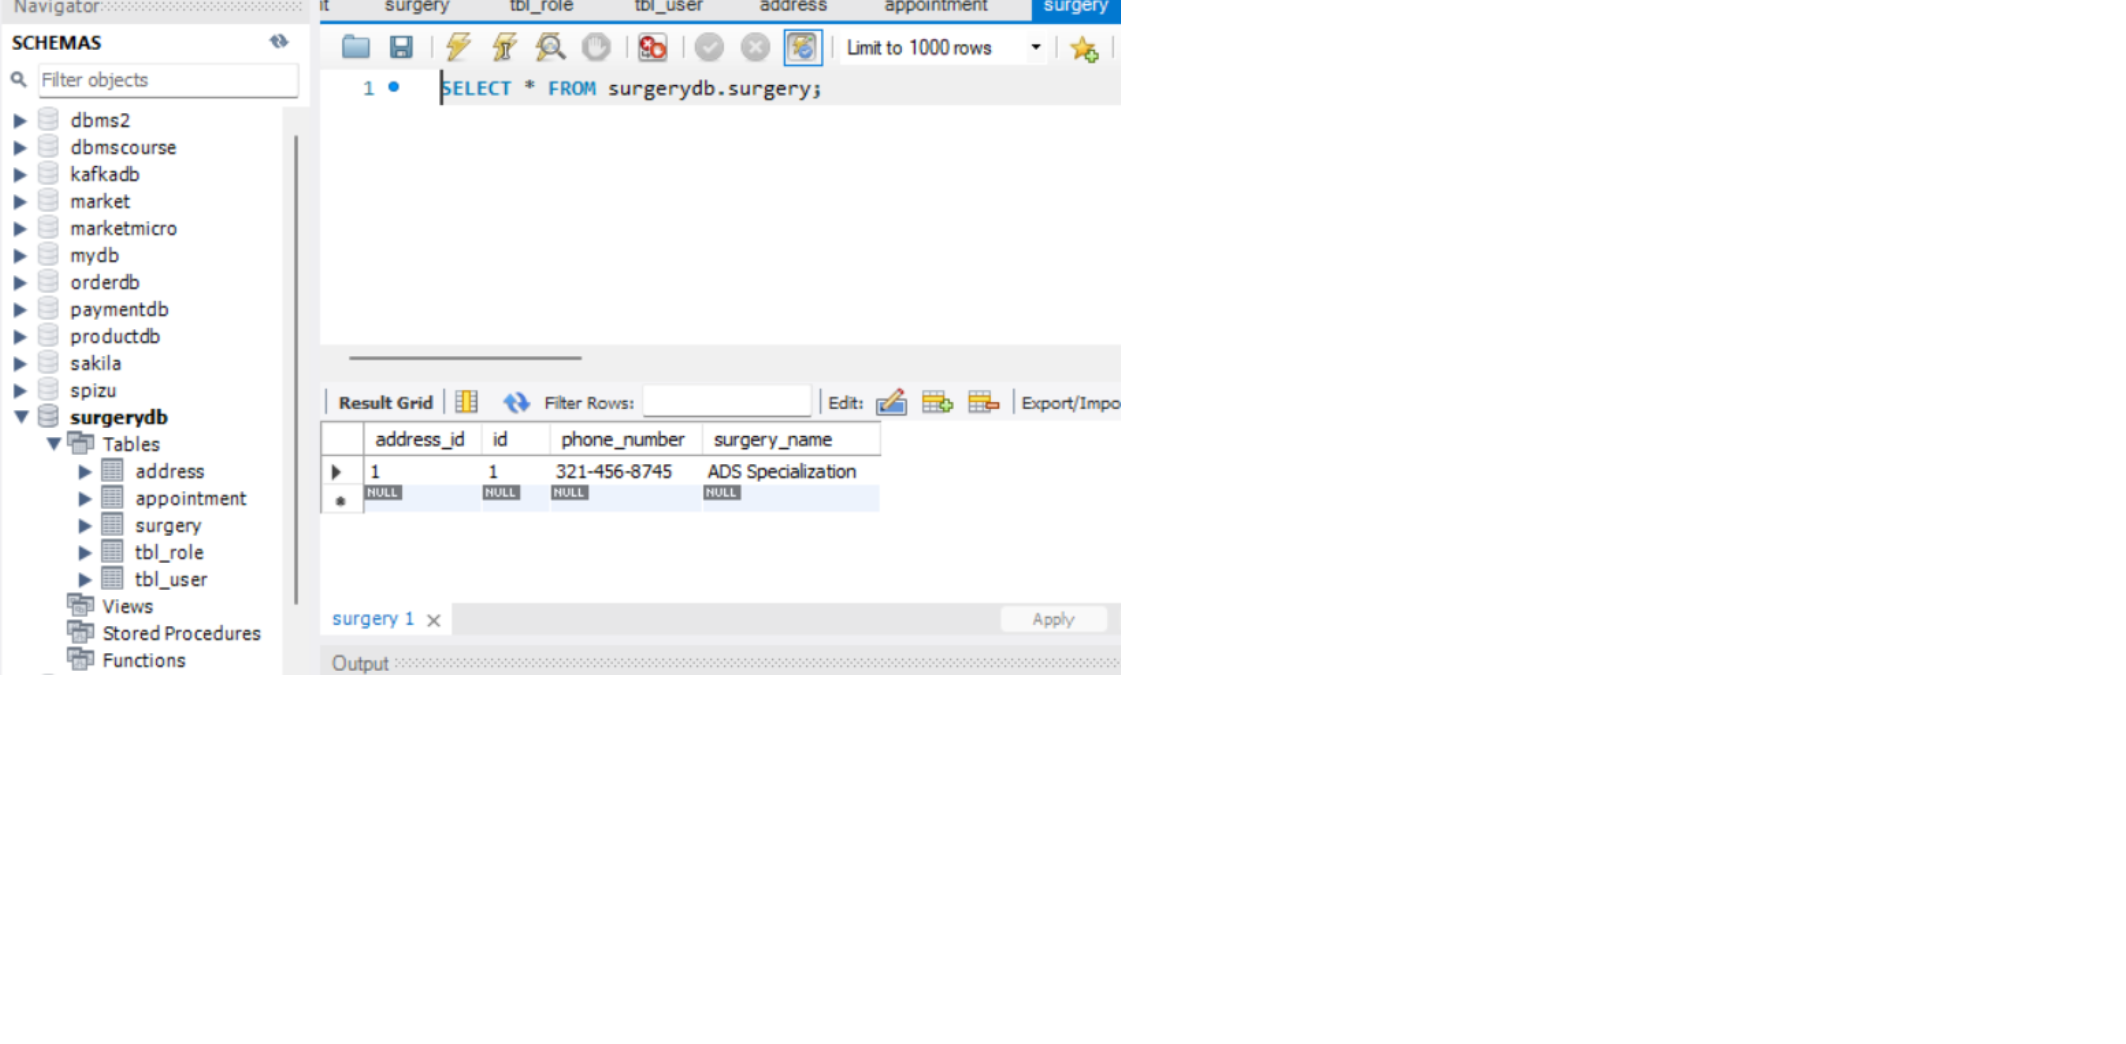 Navigator
SCHEMAS
Filter objects
dbms2
dbmscourse
kafkadb
market
marketmicro
mydb
orderdb
paymentdb
productdb
sakila
spizu
surgerydb
Tables
address
appointment
surgery
tbl_role
tbl_user
Views
Stored Procedures
Functions
it surgery tbl_role tbl_user address appointment surgery
Limit to 1000 rows
1 SELECT * FROM surgerydb.surgery;
Result Grid Filter Rows: Edit: Export/Impo
address_id id phone_number surgery_name
1 1 321-456-8745 ADS Specialization
NULL NULL NULL NULL
surgery 1 Apply
Output